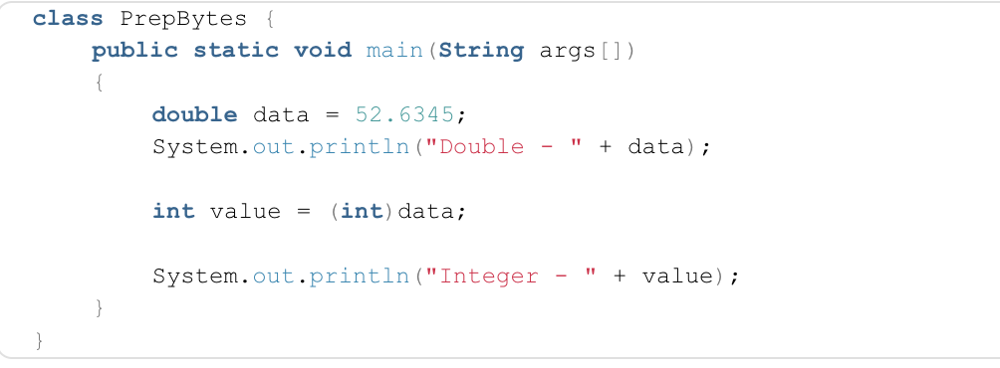 class PrepBytes {
    public static void main(String args[])
    {
        double data = 52.6345;
        System.out.println("Double - " + data);
        int value = (int)data;
        System.out.println("Integer - " + value);
    }
}